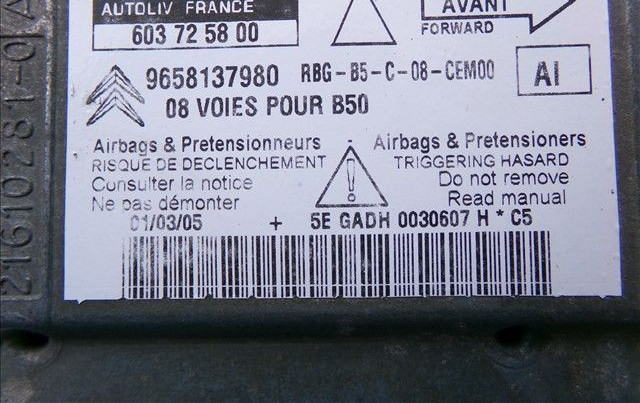 AUTOLIV FRANCE
603 72 58 00
AVANT
FORWARD
9658137980 RBG-B5-C-08-CEM00
AI
08 VOIES POUR B50
Airbags & Pretensionneurs
RISQUE DE DECLENCHEMENT
Consulter la notice
Ne pas démonter
Airbags & Pretensioners
TRIGGERING HASARD
Do not remove
Read manual
01/03/05 + 5E GADH 0030607 H * C5
21610281-0 A